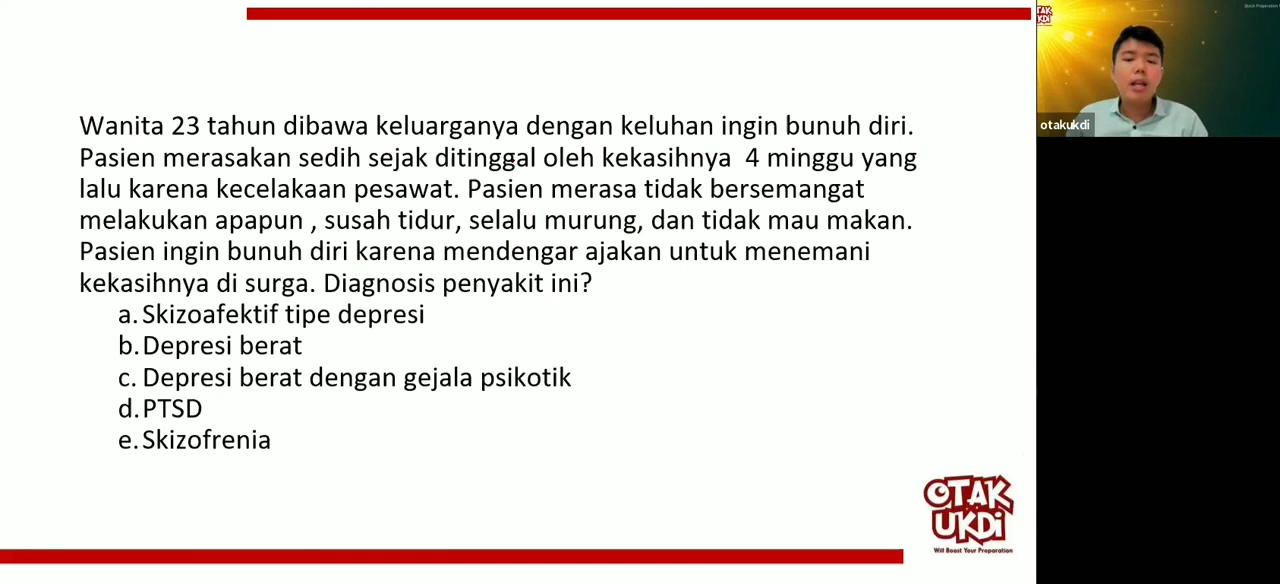 Wanita 23 tahun dibawa keluarganya dengan keluhan ingin bunuh diri.
Pasien merasakan sedih sejak ditinggal oleh kekasihnya 4 minggu yang
lalu karena kecelakaan pesawat. Pasien merasa tidak bersemangat
melakukan apapun , susah tidur, selalu murung, dan tidak mau makan.
Pasien ingin bunuh diri karena mendengar ajakan untuk menemani
kekasihnya di surga. Diagnosis penyakit ini?
a. Skizoafektif tipe depresi
b. Depresi berat
c. Depresi berat dengan gejala psikotik
d. PTSD
e. Skizofrenia
OTAK
UKDI
Will Boost Your Preparation
otakukdi